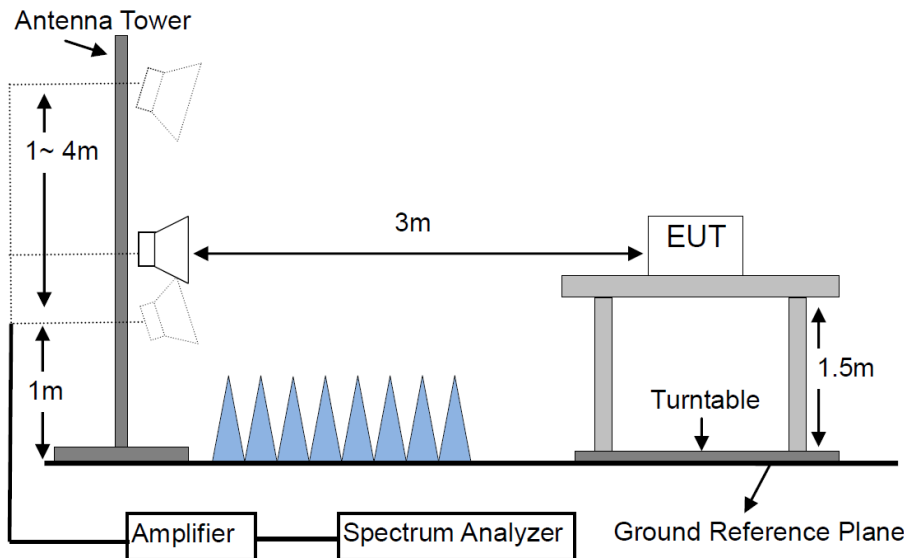 Antenna Tower
1~ 4m
3m
EUT
1m
1.5m
Turntable
Amplifier
Spectrum Analyzer
Ground Reference Plane